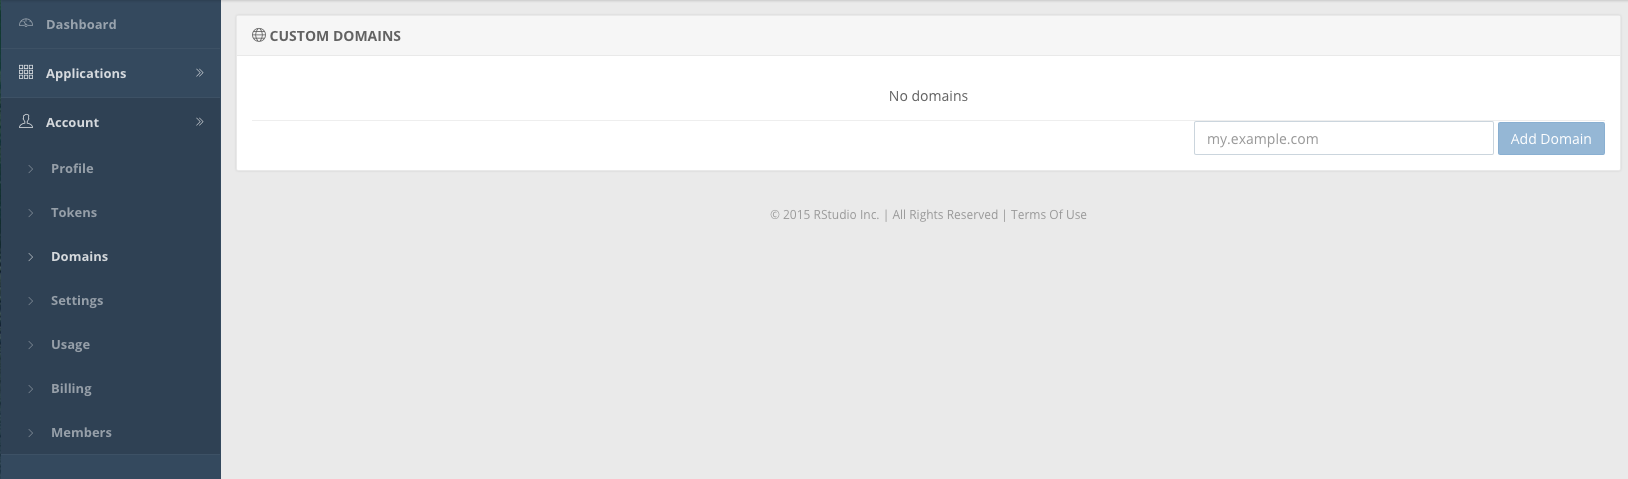 Dashboard
Applications
Account
Profile
Tokens
Domains
Settings
Usage
Billing
Members
CUSTOM DOMAINS
No domains
my.example.com
Add Domain
© 2015 RStudio Inc. | All Rights Reserved | Terms Of Use